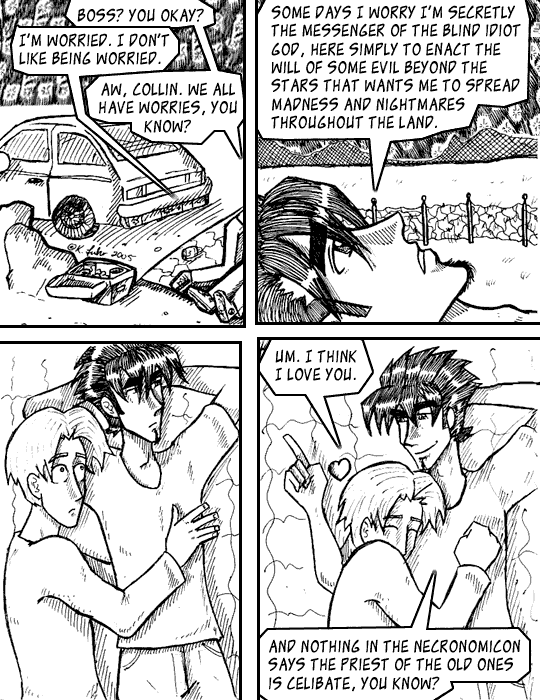 BOSS? YOU OKAY?
I'M WORRIED. I DON'T
LIKE BEING WORRIED.
AW, COLLIN. WE ALL
HAVE WORRIES, YOU
KNOW?
SOME DAYS I WORRY I'M SECRETLY
THE MESSENGER OF THE BLIND IDIOT
GOD, HERE SIMPLY TO ENACT THE
WILL OF SOME EVIL BEYOND THE
STARS THAT WANTS ME TO SPREAD
MADNESS AND NIGHTMARES
THROUGHOUT THE LAND.
UM. I THINK
I LOVE YOU.
AND NOTHING IN THE NECRONOMICON
SAYS THE PRIEST OF THE OLD ONES
IS CELIBATE, YOU KNOW?
2005